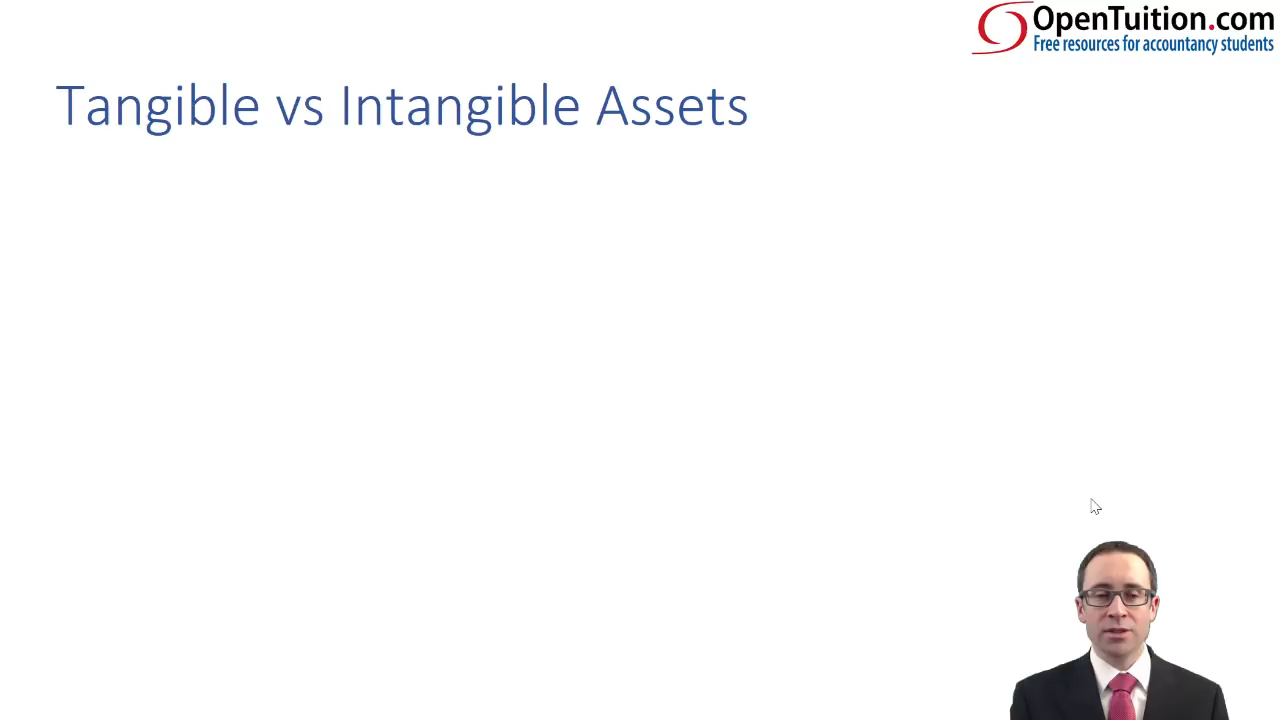 OpenTuition.com
Free resources for accountancy students
Tangible vs Intangible Assets